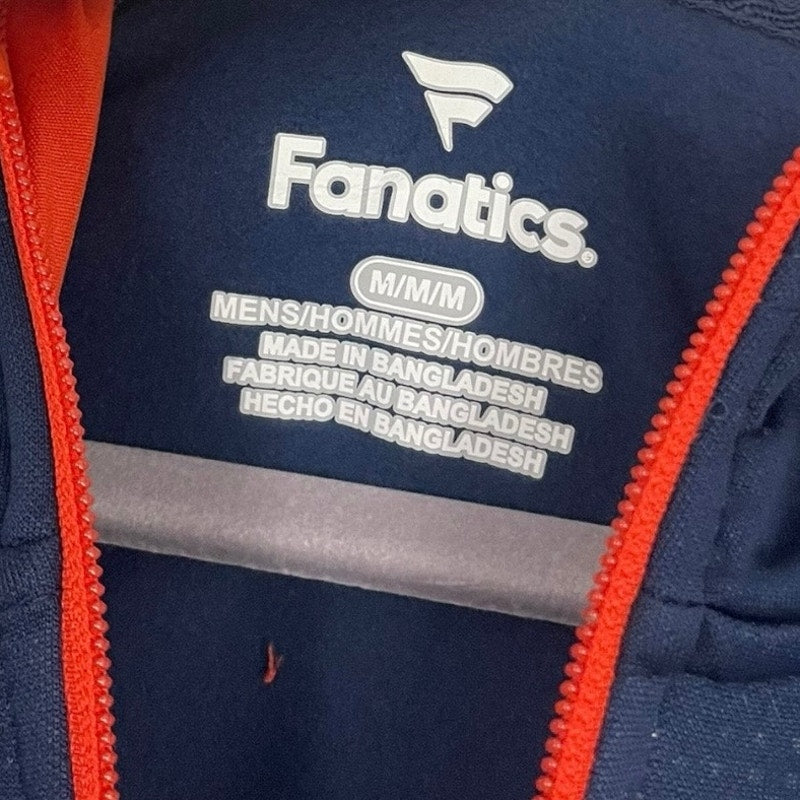 Fanatics.®
M/M/M
MENS/HOMMES/HOMBRES
MADE IN BANGLADESH
FABRIQUE AU BANGLADESH
HECHO EN BANGLADESH